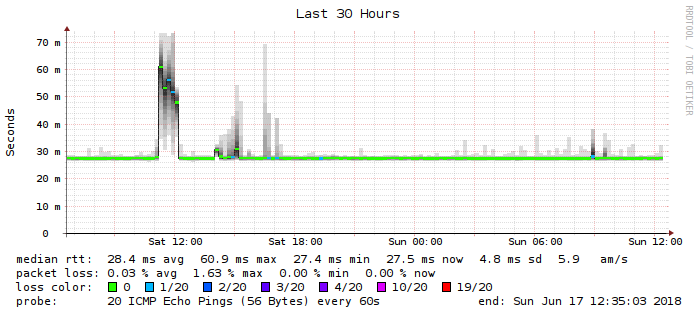 Last 30 Hours
RRDTOOL / TOBI OETIKER
Seconds
70 m
60 m
50 m
40 m
30 m
20 m
10 m
0
Sat 12:00 Sat 18:00 Sun 00:00 Sun 06:00 Sun 12:00
median rtt: 28.4 ms avg 60.9 ms max 27.4 ms min 27.5 ms now 4.8 ms sd 5.9 am/s
packet loss: 0.03 % avg 1.63 % max 0.00 % min 0.00 % now
loss color: 0 1/20 2/20 3/20 4/20 10/20 19/20
probe: 20 ICMP Echo Pings (56 Bytes) every 60s end: Sun Jun 17 12:35:03 2018